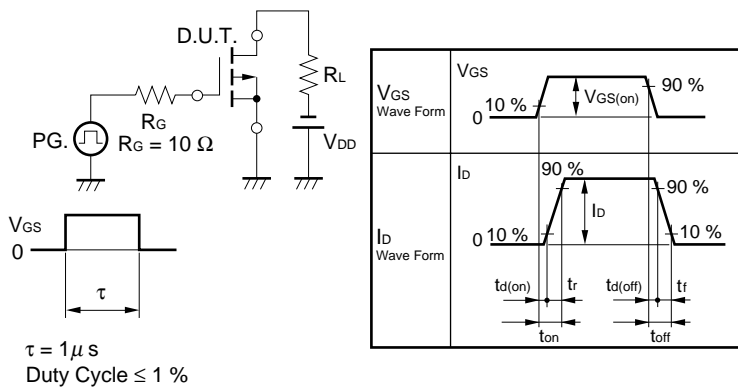 D.U.T.
RL
RG
PG.
RG = 10 Ω
VDD
VGS
0
τ
τ = 1µ s
Duty Cycle ≤ 1 %
VGS
Wave Form
VGS
10 %
0
VGS(on)
90 %
ID
Wave Form
ID
90 %
90 %
ID
0 10 %
10 %
td(on)
tr
td(off)
tf
ton
toff